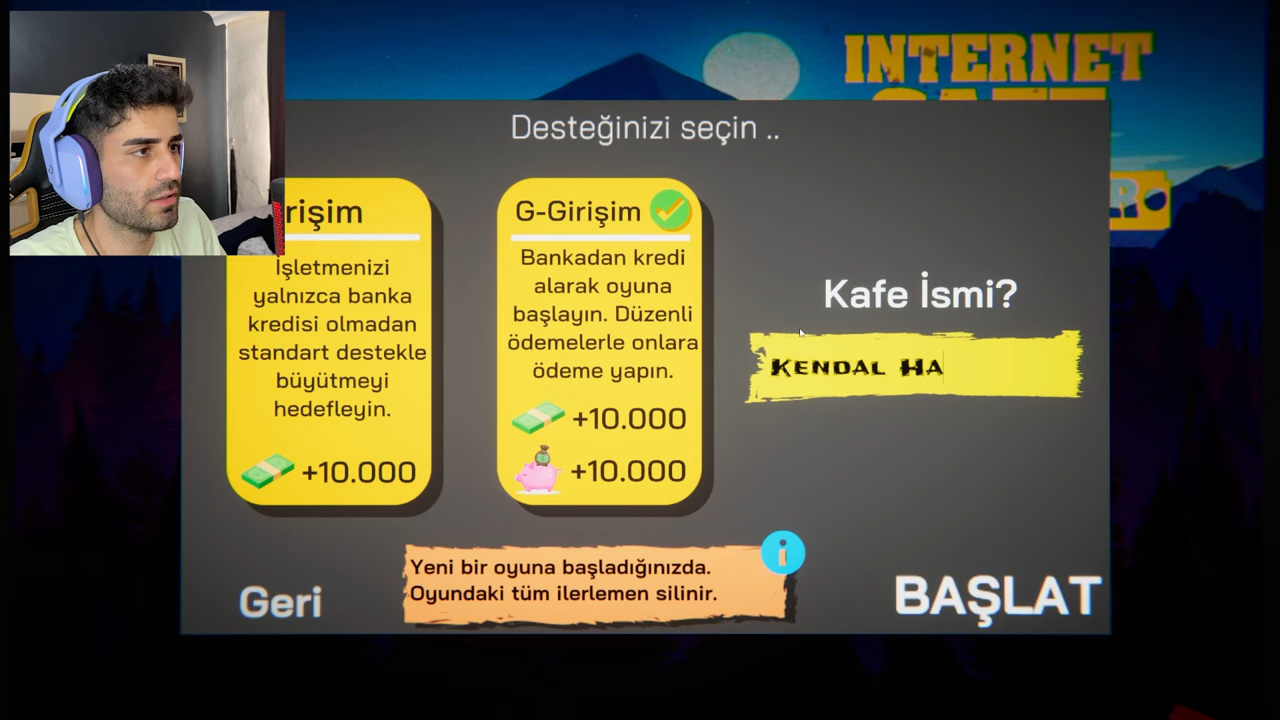 INTERNET
Desteğinizi seçin ..
rişim
İşletmenizi
yalnızca banka
kredisi olmadan
standart destekle
büyütmeyi
hedefleyin.
+10.000
G-Girişim
Bankadan kredi
alarak oyuna
başlayın. Düzenli
ödemelerle onlara
ödeme yapın.
+10.000
+10.000
Kafe İsmi?
KENDAL HA
Yeni bir oyuna başladığınızda.
Oyundaki tüm ilerlemen silinir.
i
Geri
BAŞLAT